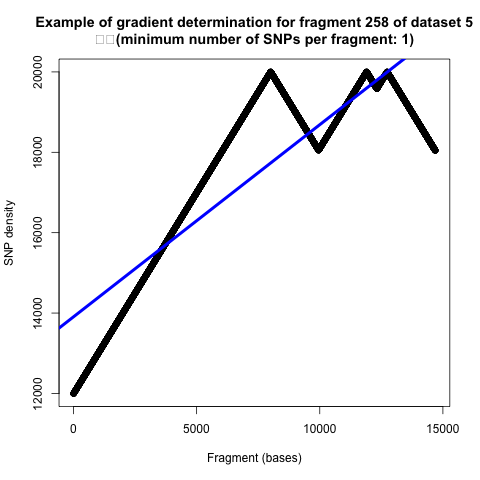 Example of gradient determination for fragment 258 of dataset 5
(minimum number of SNPs per fragment: 1)
20000
18000
16000
14000
12000
SNP density
0 5000 10000 15000
Fragment (bases)